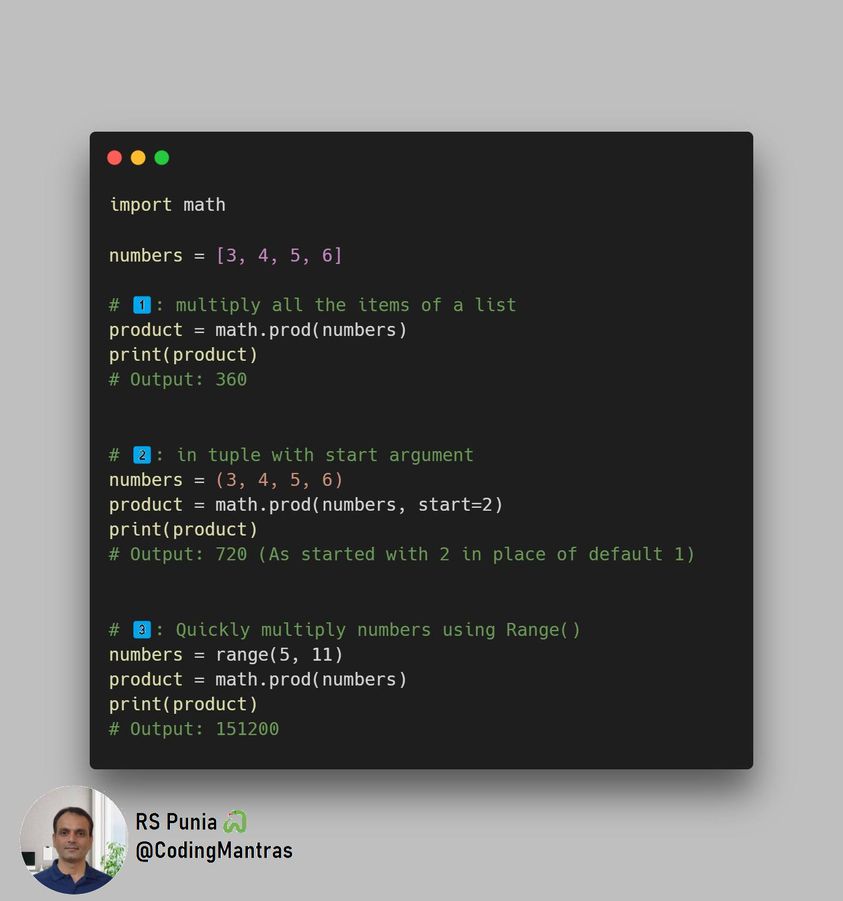 import math
numbers = [3, 4, 5, 6]
# 1️⃣: multiply all the items of a list
product = math.prod(numbers)
print(product)
# Output: 360
# 2️⃣: in tuple with start argument
numbers = (3, 4, 5, 6)
product = math.prod(numbers, start=2)
print(product)
# Output: 720 (As started with 2 in place of default 1)
# 3️⃣: Quickly multiply numbers using Range()
numbers = range(5, 11)
product = math.prod(numbers)
print(product)
# Output: 151200
RS Punia 🐍
@CodingMantras